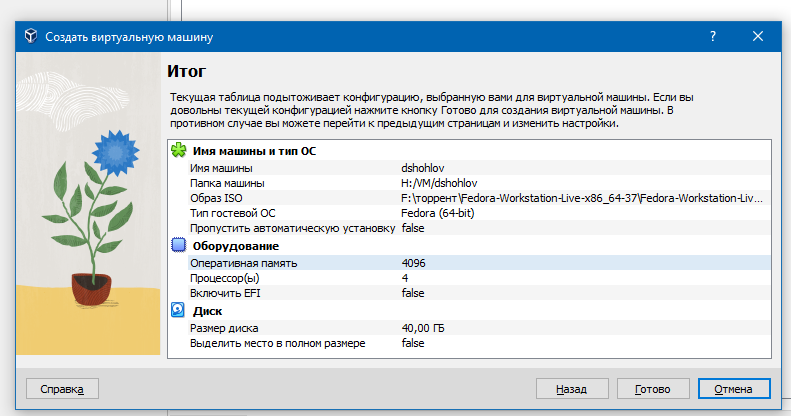 Создать виртуальную машину
?
Итог
Текущая таблица подытоживает конфигурацию, выбранную вами для виртуальной машины. Если вы
довольны текущей конфигурацией нажмите кнопку Готово для создания виртуальной машины. В
противном случае вы можете перейти к предыдущим страницам и изменить настройки.
Имя машины и тип ОС
Имя машины dshohlov
Папка машины H:/VM/dshohlov
Образ ISO F:\торрент\Fedora-Workstation-Live-x86_64-37\Fedora-Workstation-Liv...
Тип гостевой ОС Fedora (64-bit)
Пропустить автоматическую установку false
Оборудование
Оперативная память 4096
Процессор(ы) 4
Включить EFI false
Диск
Размер диска 40,00 ГБ
Выделить место в полном размере false
Справка Назад Готово Отмена